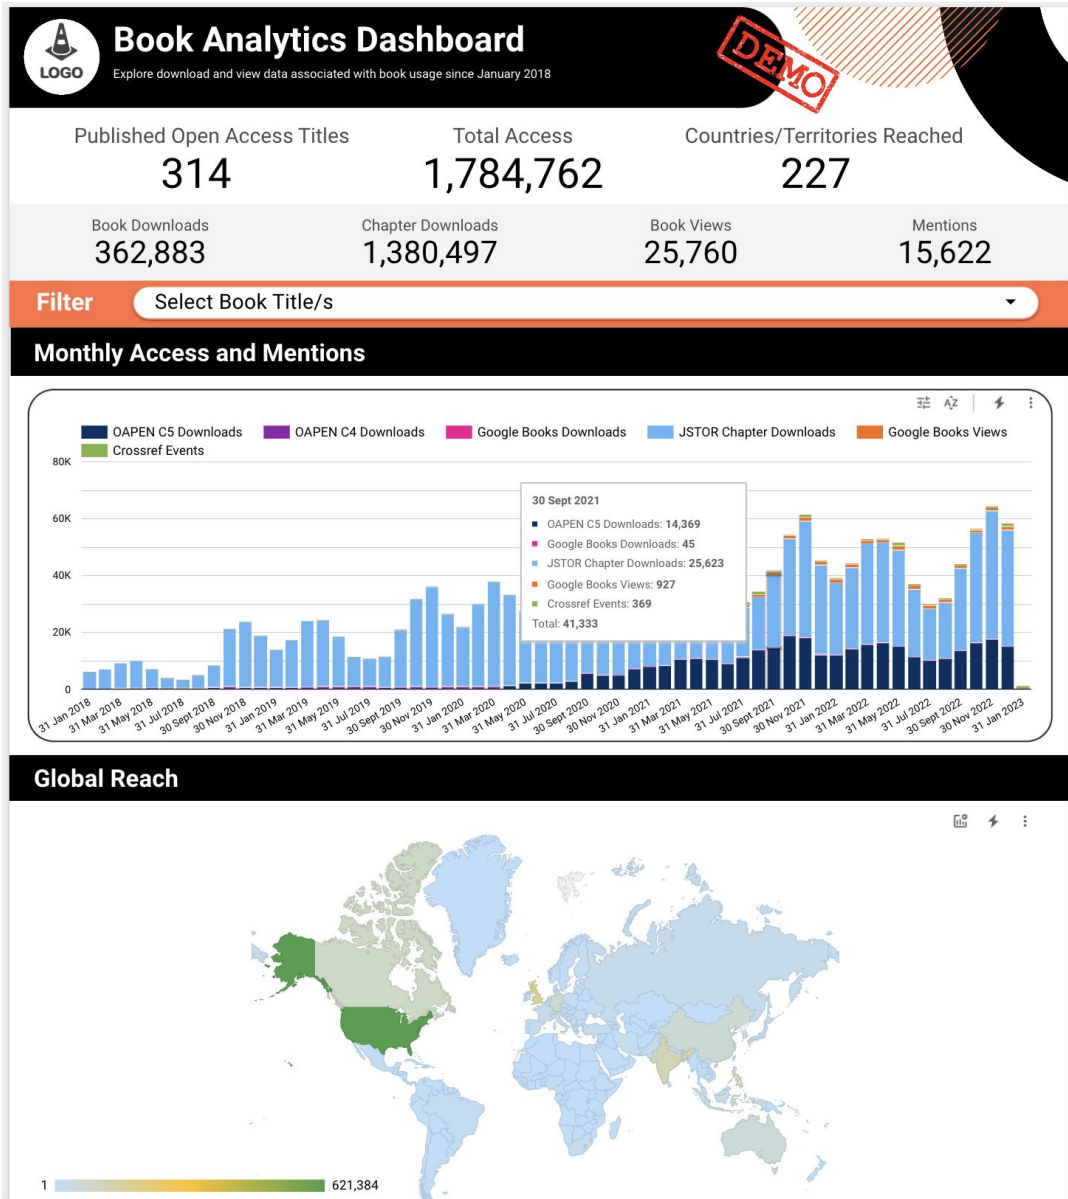 LOGO
Book Analytics Dashboard
Explore download and view data associated with book usage since January 2018
DEMO
Published Open Access Titles
314
Total Access
1,784,762
Countries/Territories Reached
227
Book Downloads
362,883
Chapter Downloads
1,380,497
Book Views
25,760
Mentions
15,622
Filter
Select Book Title/s
Monthly Access and Mentions
AZ
OAPEN C5 Downloads
OAPEN C4 Downloads
Google Books Downloads
JSTOR Chapter Downloads
Google Books Views
Crossref Events
80K
60K
40K
20K
0
30 Sept 2021
OAPEN C5 Downloads: 14,369
Google Books Downloads: 45
JSTOR Chapter Downloads: 25,623
Google Books Views: 927
Crossref Events: 369
Total: 41,333
31 Jan 2018
31 Mar 2018
31 May 2018
31 Jul 2018
30 Sept 2018
30 Nov 2018
31 Jan 2019
31 Mar 2019
31 May 2019
31 Jul 2019
30 Sept 2019
30 Nov 2019
31 Jan 2020
31 Mar 2020
31 May 2020
31 Jul 2020
30 Sept 2020
30 Nov 2020
31 Jan 2021
31 Mar 2021
31 May 2021
31 Jul 2021
30 Sept 2021
30 Nov 2021
31 Jan 2022
31 Mar 2022
31 May 2022
31 Jul 2022
30 Sept 2022
30 Nov 2022
31 Jan 2023
Global Reach
1
621,384